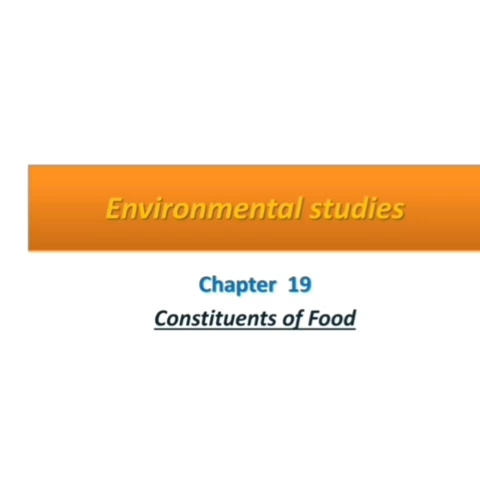 Environmental studies
Chapter 19
Constituents of Food